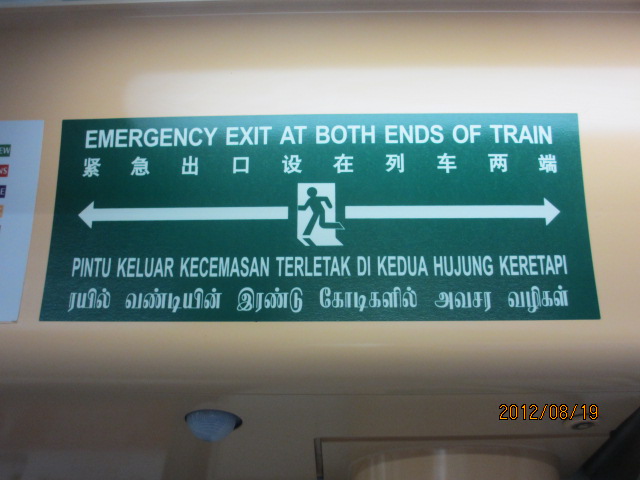 EMERGENCY EXIT AT BOTH ENDS OF TRAIN
紧急出口设在列车两端
PINTU KELUAR KECEMASAN TERLETAK DI KEDUA HUJUNG KERETAPI
ரயில் வண்டியின் இரண்டு கோடிகளில் அவசர வழிகள்
2012/08/19